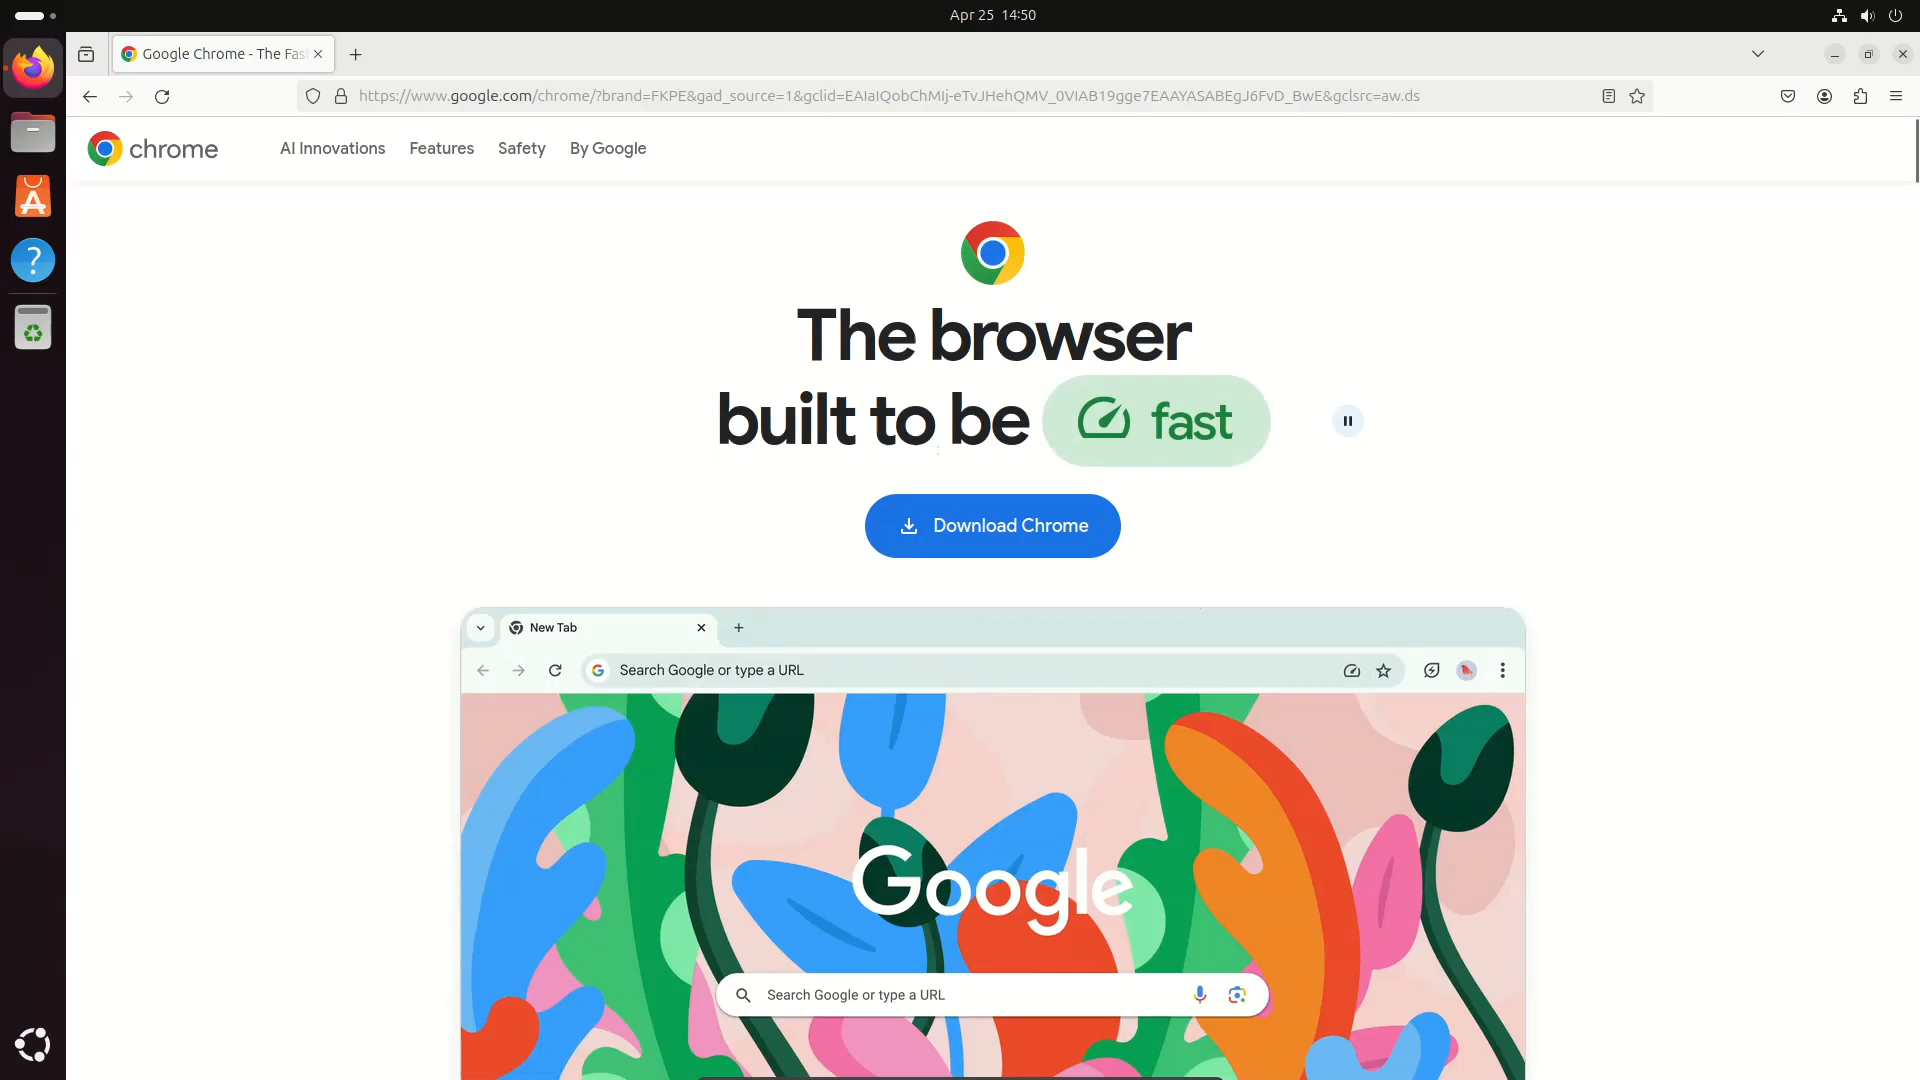 Apr 25 14:50
Google Chrome - The Fas
https://www.google.com/chrome/?brand=FKPE&gad_source=1&gclid=EAIaIQobChMIj-eTvJHehQMV_0VIAB19gge7EAAYASABEgJ6FvD_BwE&gclsrc=aw.ds
chrome
AI Innovations
Features
Safety
By Google
The browser
built to be fast
Download Chrome
New Tab
Search Google or type a URL
Google
Search Google or type a URL